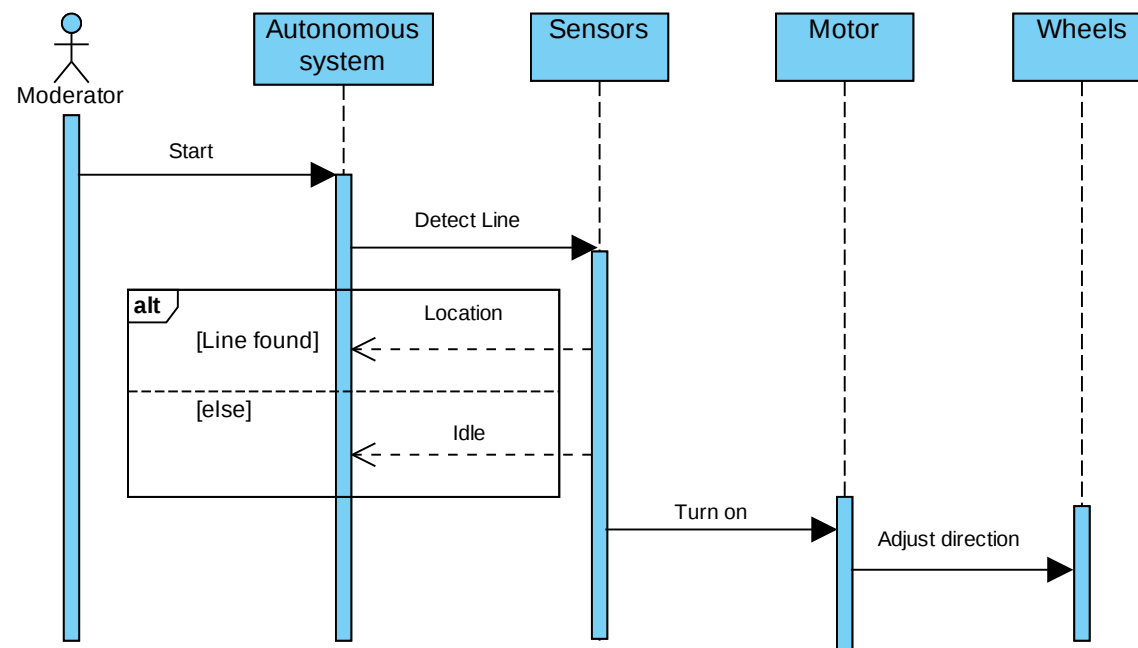 Autonomous
system
Sensors
Motor
Wheels
Moderator
Start
Detect Line
alt
Location
[Line found]
[else]
Idle
Turn on
Adjust direction